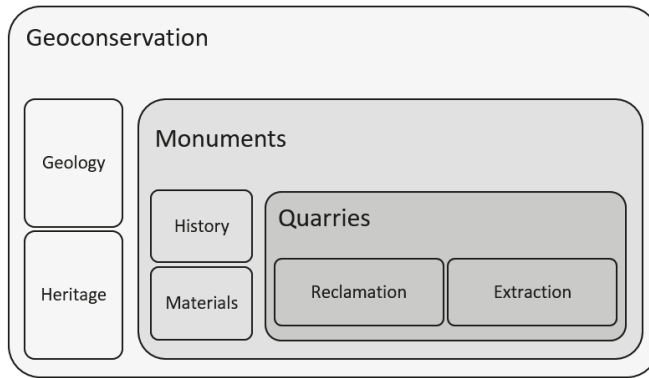 Geoconservation
Geology
Heritage
Monuments
History
Materials
Quarries
Reclamation
Extraction